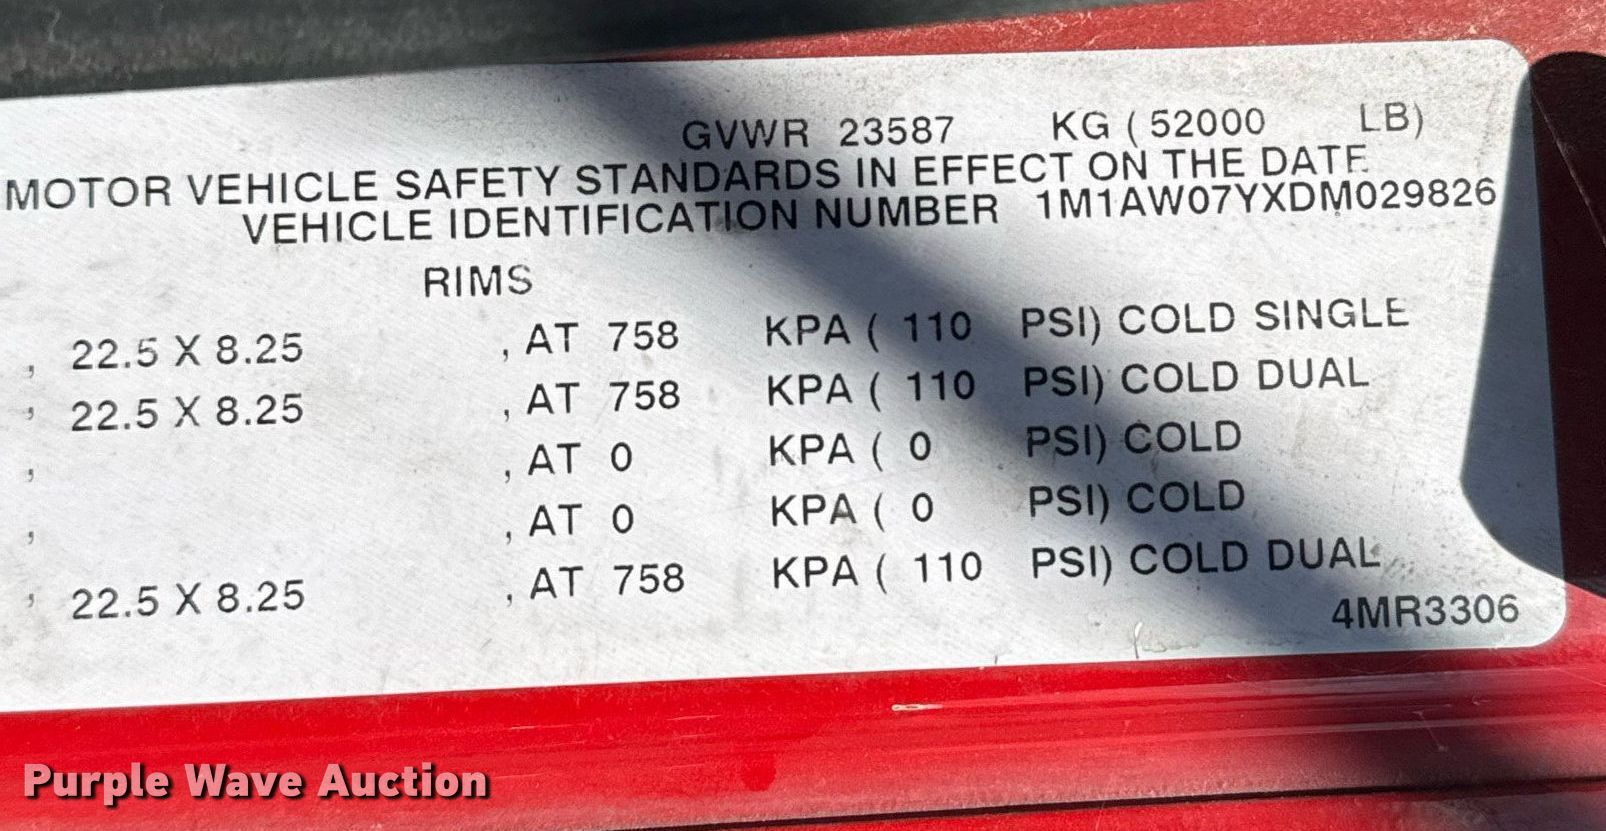 GVWR 23587 KG ( 52000 LB)
MOTOR VEHICLE SAFETY STANDARDS IN EFFECT ON THE DATE
VEHICLE IDENTIFICATION NUMBER 1M1AW07YXDM029826
RIMS
, 22.5 X 8.25 , AT 758 KPA ( 110 PSI) COLD SINGLE
, 22.5 X 8.25 , AT 758 KPA ( 110 PSI) COLD DUAL
, , AT 0 KPA ( 0 PSI) COLD
, , AT 0 KPA ( 0 PSI) COLD
, 22.5 X 8.25 , AT 758 KPA ( 110 PSI) COLD DUAL
4MR3306
Purple Wave Auction